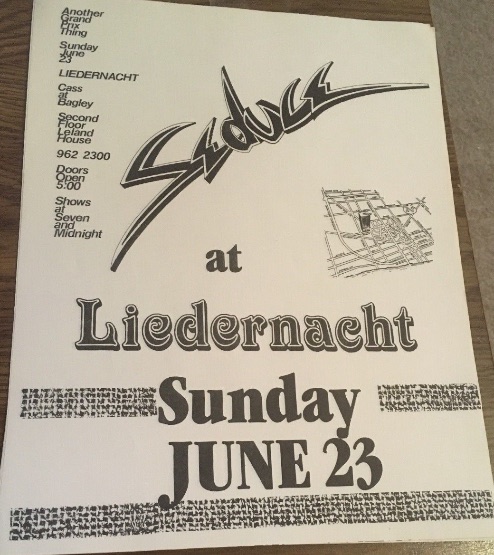 Another
Grand
Prix
Thing
Sunday
June
23
LIEDERNACHT
Cass
at
Bagley
Second
Floor
Leland
House
962 2300
Doors
Open
5:00
Shows
at
Seven
and
Midnight
Seduce
at
Liedernacht
Sunday
JUNE 23